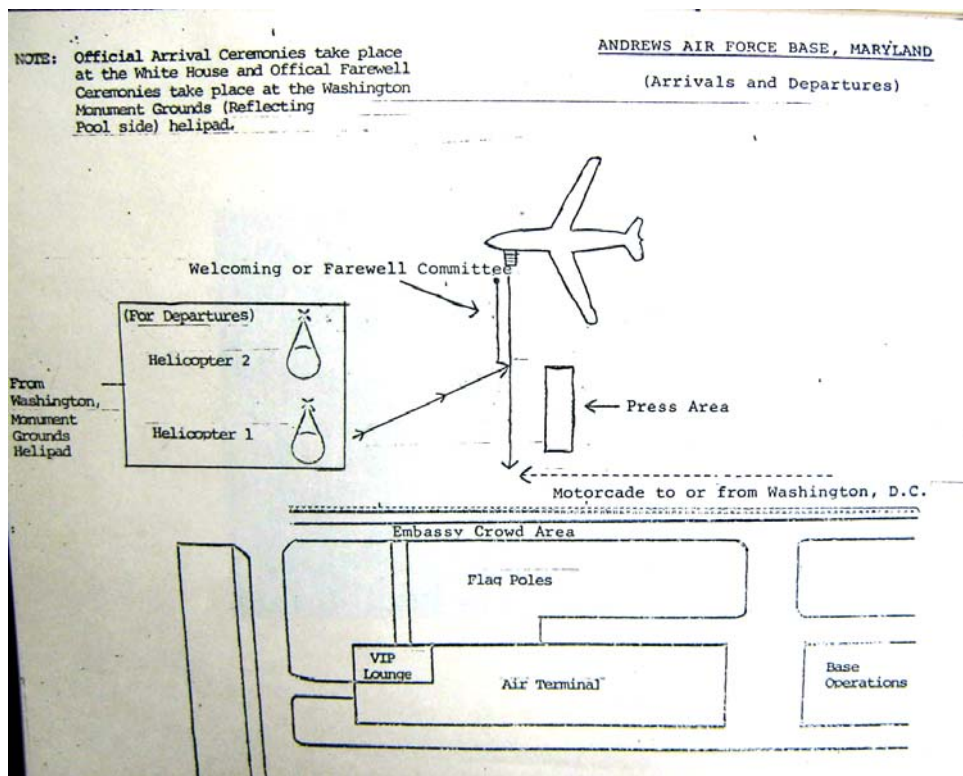 NOTE: Official Arrival Ceremonies take place
at the White House and Offical Farewell
Ceremonies take place at the Washington
Monument Grounds (Reflecting
Pool side) helipad.
ANDREWS AIR FORCE BASE, MARYLAND
(Arrivals and Departures)
Welcoming or Farewell Committee
(For Departures)
Helicopter 2
Helicopter 1
From
Washington,
Monument
Grounds
Helipad
Press Area
Motorcade to or from Washington, D.C.
Embassy Crowd Area
Flag Poles
VIP
Lounge
Air Terminal
Base
Operations